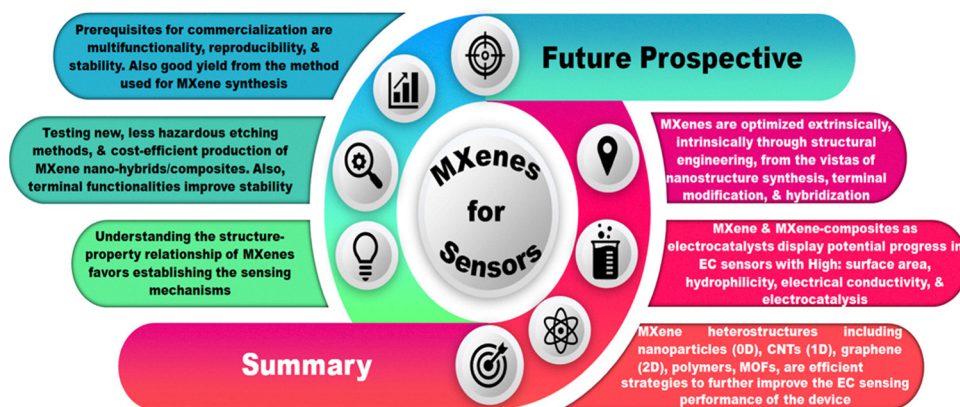 Future Prospective
Prerequisites for commercialization are
multifunctionality, reproducibility, &
stability. Also good yield from the method
used for MXene synthesis
Testing new, less hazardous etching
methods, & cost-efficient production of
MXene nano-hybrids/composites. Also,
terminal functionalities improve stability
Understanding the structure-
property relationship of MXenes
favors establishing the sensing
mechanisms
MXenes
for
Sensors
MXenes are optimized extrinsically,
intrinsically through structural
engineering, from the vistas of
nanostructure synthesis, terminal
modification, & hybridization
MXene & MXene-composites as
electrocatalysts display potential progress in
EC sensors with High: surface area,
hydrophilicity, electrical conductivity, &
electrocatalysis
MXene heterostructures including
nanoparticles (0D), CNTs (1D), graphene
(2D), polymers, MOFs, are efficient
strategies to further improve the EC sensing
performance of the device
Summary